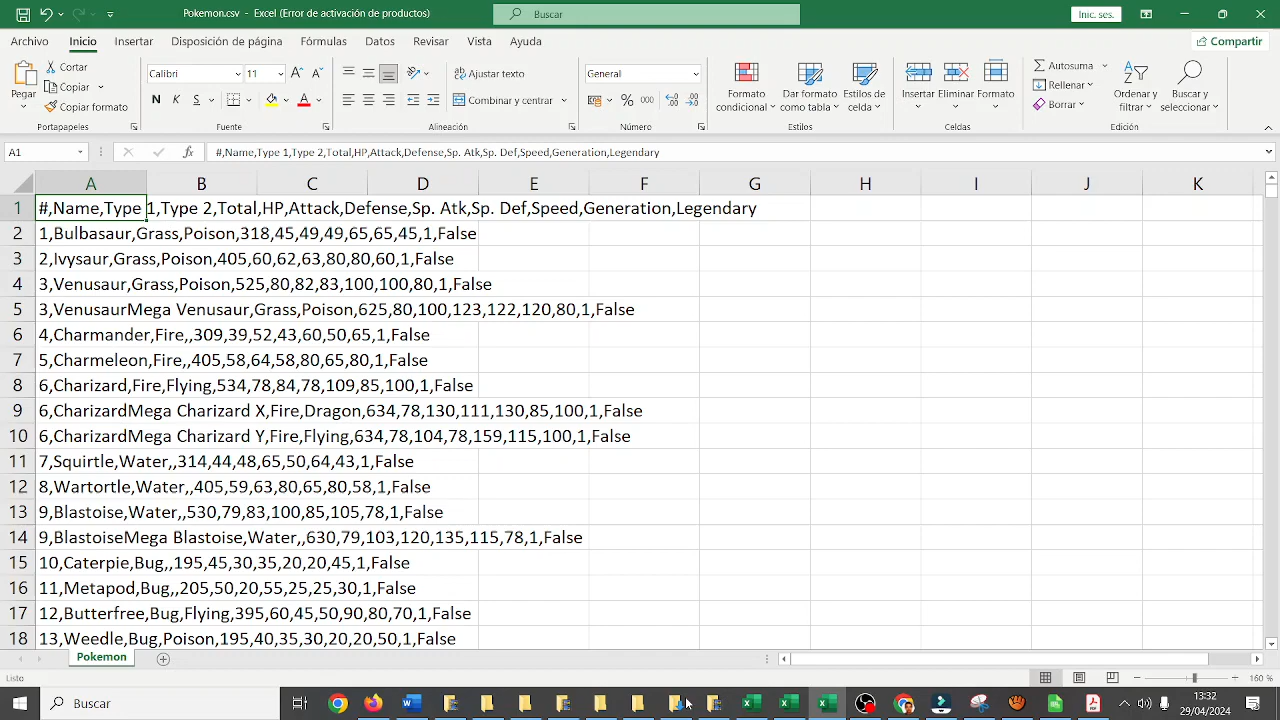 Pokemon.csv - Excel (Error de activación de productos)
Buscar
Inic. ses.
Archivo Inicio Insertar Disposición de página Fórmulas Datos Revisar Vista Ayuda
Compartir
Pegar
Cortar
Copiar
Copiar formato
Portapapeles
Calibri 11
N K S
Fuente
Ajustar texto
Combinar y centrar
Alineación
General
% 000
Número
Formato condicional
Dar formato como tabla
Estilos de celda
Estilos
Insertar Eliminar Formato
Celdas
Autosuma
Rellenar
Borrar
Ordenar y filtrar
Buscar y seleccionar
Edición
A1 fx #,Name,Type 1,Type 2,Total,HP,Attack,Defense,Sp. Atk,Sp. Def,Speed,Generation,Legendary
A B C D E F G H I J K
1 #,Name,Type 1,Type 2,Total,HP,Attack,Defense,Sp. Atk,Sp. Def,Speed,Generation,Legendary
2 1,Bulbasaur,Grass,Poison,318,45,49,49,65,65,45,1,False
3 2,Ivysaur,Grass,Poison,405,60,62,63,80,80,60,1,False
4 3,Venusaur,Grass,Poison,525,80,82,83,100,100,80,1,False
5 3,VenusaurMega Venusaur,Grass,Poison,625,80,100,123,122,120,80,1,False
6 4,Charmander,Fire,,309,39,52,43,60,50,65,1,False
7 5,Charmeleon,Fire,,405,58,64,58,80,65,80,1,False
8 6,Charizard,Fire,Flying,534,78,84,78,109,85,100,1,False
9 6,CharizardMega Charizard X,Fire,Dragon,634,78,130,111,130,85,100,1,False
10 6,CharizardMega Charizard Y,Fire,Flying,634,78,104,78,159,115,100,1,False
11 7,Squirtle,Water,,314,44,48,65,50,64,43,1,False
12 8,Wartortle,Water,,405,59,63,80,65,80,58,1,False
13 9,Blastoise,Water,,530,79,83,100,85,105,78,1,False
14 9,BlastoiseMega Blastoise,Water,,630,79,103,120,135,115,78,1,False
15 10,Caterpie,Bug,,195,45,30,35,20,20,45,1,False
16 11,Metapod,Bug,,205,50,20,55,25,25,30,1,False
17 12,Butterfree,Bug,Flying,395,60,45,50,90,80,70,1,False
18 13,Weedle,Bug,Poison,195,40,35,30,20,20,50,1,False
Pokemon
Listo
160 %
Buscar
13:32
29/04/2024